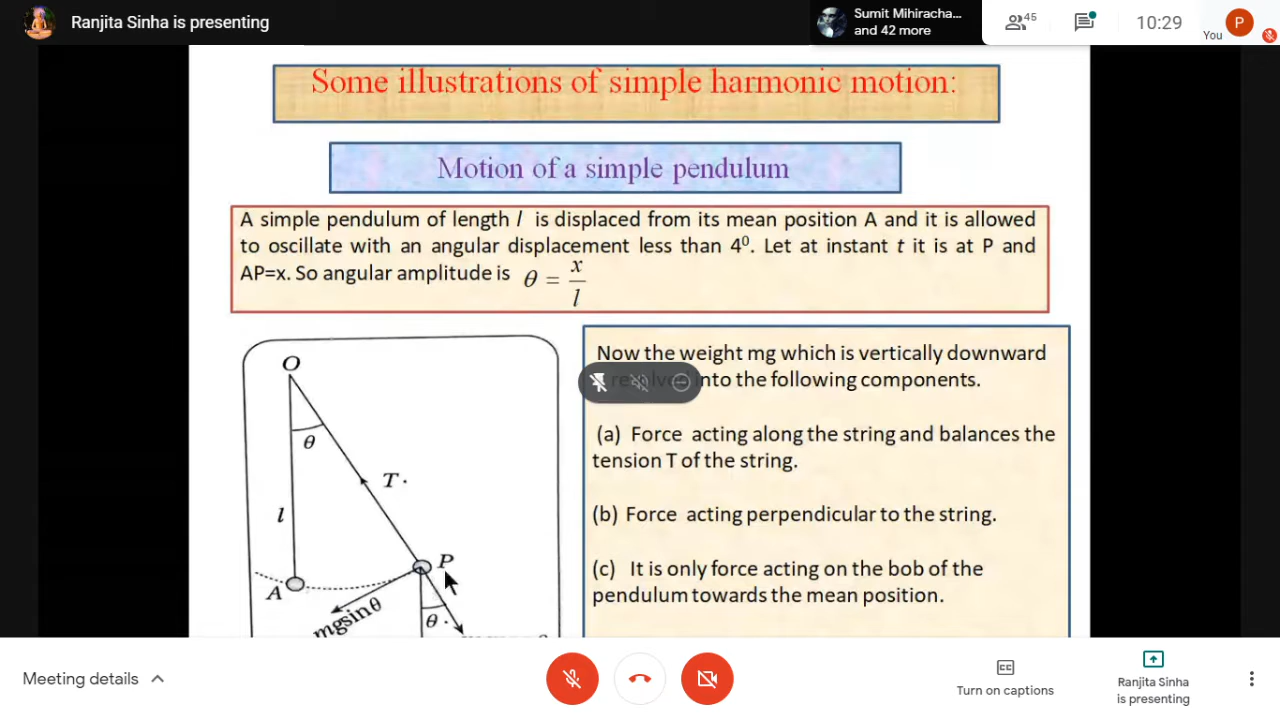 Ranjita Sinha is presenting
Sumit Mihiracha...
and 42 more
45
10:29
You
P
Some illustrations of simple harmonic motion:
Motion of a simple pendulum
A simple pendulum of length l is displaced from its mean position A and it is allowed
to oscillate with an angular displacement less than 4⁰. Let at instant t it is at P and
AP=x. So angular amplitude is θ = x/l
O
θ
T.
l
P
A
mgsinθ
θ
Now the weight mg which is vertically downward
into the following components.
(a) Force acting along the string and balances the
tension T of the string.
(b) Force acting perpendicular to the string.
(c) It is only force acting on the bob of the
pendulum towards the mean position.
Meeting details
CC
Turn on captions
Ranjita Sinha
is presenting